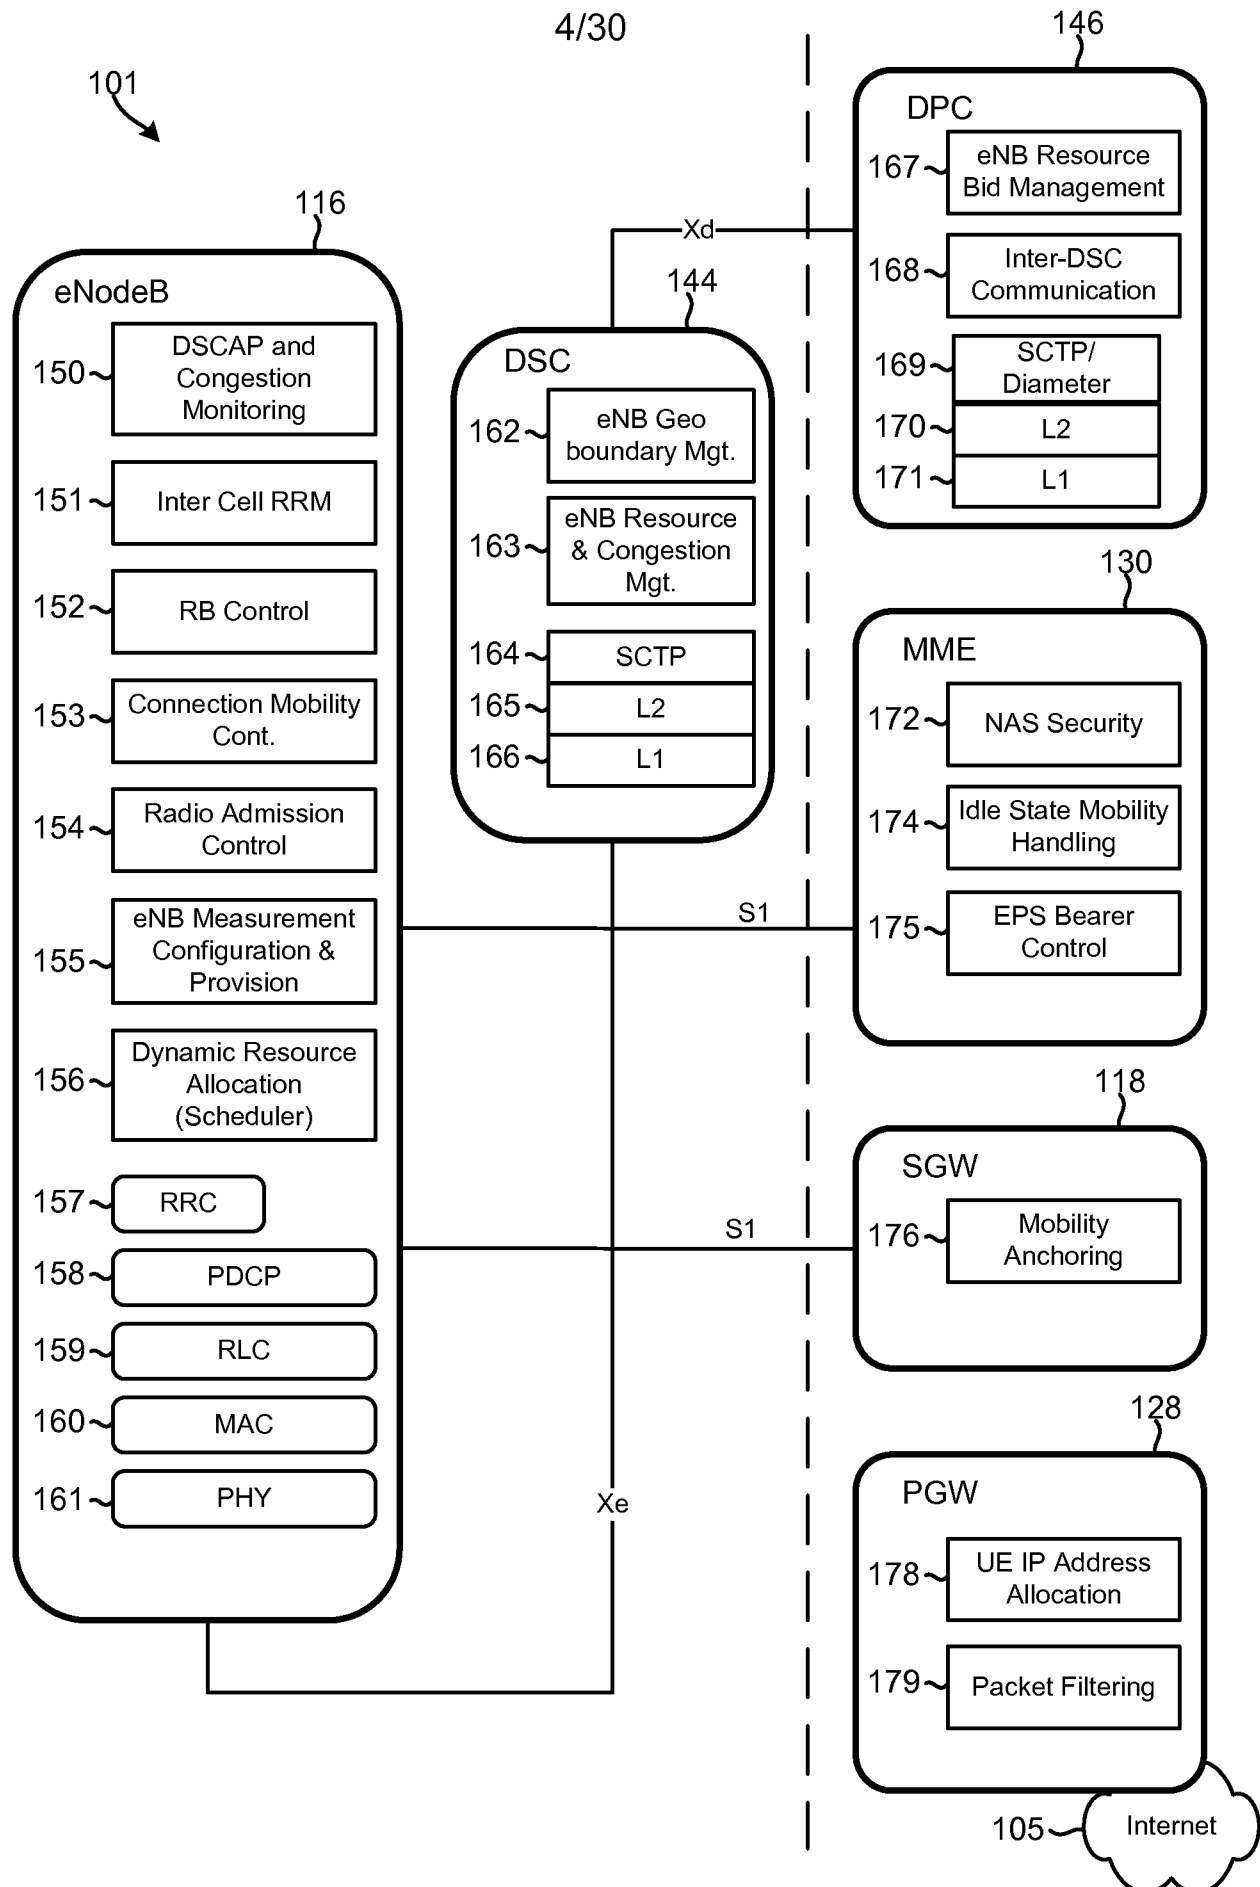 4/30
101
116
eNodeB
150
DSCAP and
Congestion
Monitoring
151
Inter Cell RRM
152
RB Control
153
Connection Mobility
Cont.
154
Radio Admission
Control
155
eNB Measurement
Configuration &
Provision
156
Dynamic Resource
Allocation
(Scheduler)
157
RRC
158
PDCP
159
RLC
160
MAC
161
PHY
Xd
144
DSC
162
eNB Geo
boundary Mgt.
163
eNB Resource
& Congestion
Mgt.
164
SCTP
165
L2
166
L1
S1
S1
Xe
146
DPC
167
eNB Resource
Bid Management
168
Inter-DSC
Communication
169
SCTP/
Diameter
170
L2
171
L1
130
MME
172
NAS Security
174
Idle State Mobility
Handling
175
EPS Bearer
Control
118
SGW
176
Mobility
Anchoring
128
PGW
178
UE IP Address
Allocation
179
Packet Filtering
105
Internet